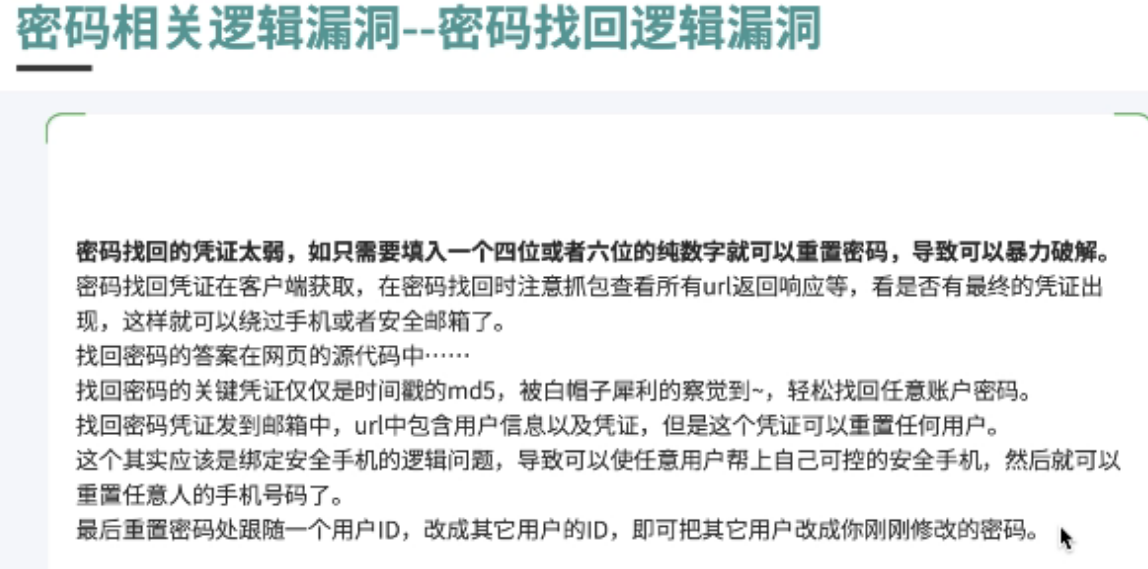 密码相关逻辑漏洞--密码找回逻辑漏洞
密码找回的凭证太弱，如只需要填入一个四位或者六位的纯数字就可以重置密码，导致可以暴力破解。
密码找回凭证在客户端获取，在密码找回时注意抓包查看所有url返回响应等，看是否有最终的凭证出
现，这样就可以绕过手机或者安全邮箱了。
找回密码的答案在网页的源代码中……
找回密码的关键凭证仅仅是时间戳的md5，被白帽子犀利的察觉到~，轻松找回任意账户密码。
找回密码凭证发到邮箱中，url中包含用户信息以及凭证，但是这个凭证可以重置任何用户。
这个其实应该是绑定安全手机的逻辑问题，导致可以使任意用户帮上自己可控的安全手机，然后就可以
重置任意人的手机号码了。
最后重置密码处跟随一个用户ID，改成其它用户的ID，即可把其它用户改成你刚刚修改的密码。